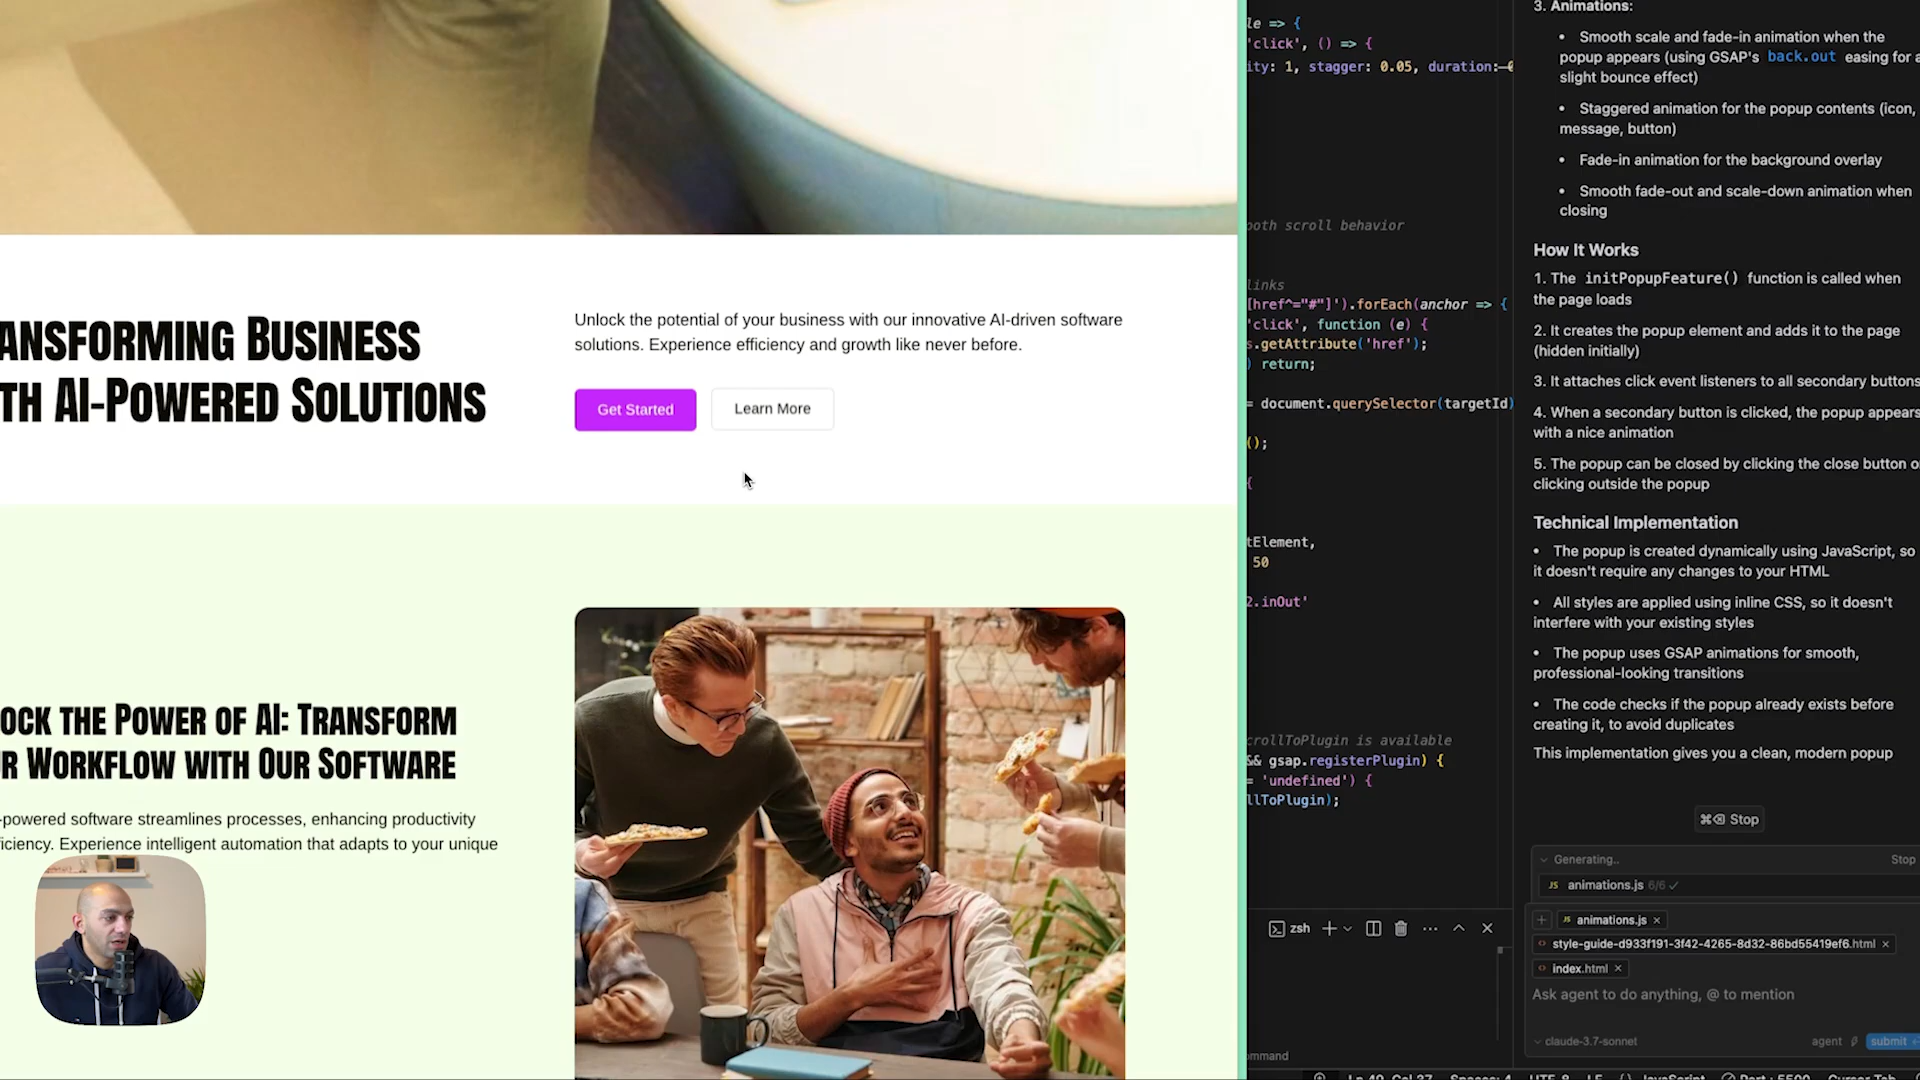 ANSFORMING BUSINESS
TH AI-POWERED SOLUTIONS
Unlock the potential of your business with our innovative AI-driven software
solutions. Experience efficiency and growth like never before.
Get Started
Learn More
OCK THE POWER OF AI: TRANSFORM
R WORKFLOW WITH OUR SOFTWARE
-powered software streamlines processes, enhancing productivity
iciency. Experience intelligent automation that adapts to your unique
le => {
'click', () => {
ity: 1, stagger: 0.05, duration:
ooth scroll behavior
links
[href^="#"]').forEach(anchor => {
'click', function (e) {
s.getAttribute('href');
) return;
= document.querySelector(targetId)
();
{
tElement,
50
2.inOut'
crollToPlugin is available
&& gsap.registerPlugin) {
= 'undefined') {
llToPlugin);
zsh
ommand
3. Animations:
• Smooth scale and fade-in animation when the
popup appears (using GSAP's back.out easing for a
slight bounce effect)
• Staggered animation for the popup contents (icon,
message, button)
• Fade-in animation for the background overlay
• Smooth fade-out and scale-down animation when
closing
How It Works
1. The initPopupFeature() function is called when
the page loads
2. It creates the popup element and adds it to the page
(hidden initially)
3. It attaches click event listeners to all secondary buttons
4. When a secondary button is clicked, the popup appears
with a nice animation
5. The popup can be closed by clicking the close button o
clicking outside the popup
Technical Implementation
• The popup is created dynamically using JavaScript, so
it doesn't require any changes to your HTML
• All styles are applied using inline CSS, so it doesn't
interfere with your existing styles
• The popup uses GSAP animations for smooth,
professional-looking transitions
• The code checks if the popup already exists before
creating it, to avoid duplicates
This implementation gives you a clean, modern popup
⌘⌫ Stop
Generating..
Stop
JS animations.js 6/6 ✓
JS animations.js ×
style-guide-d933f191-3f42-4265-8d32-86bd55419ef6.html ×
index.html ×
Ask agent to do anything, @ to mention
claude-3.7-sonnet
agent
submit